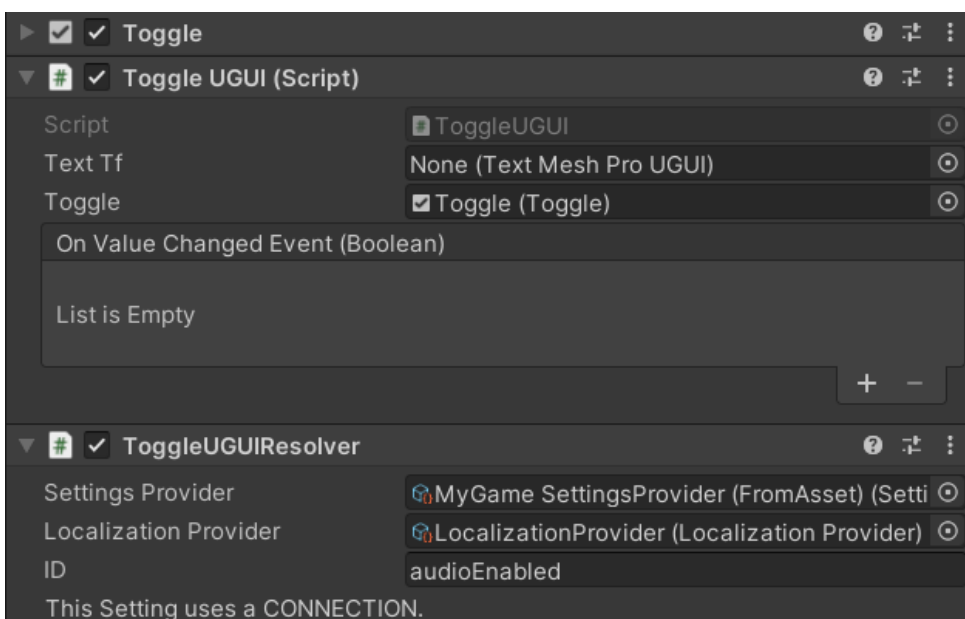 Toggle
Toggle UGUI (Script)
Script ToggleUGUI
Text Tf None (Text Mesh Pro UGUI)
Toggle Toggle (Toggle)
On Value Changed Event (Boolean)
List is Empty
ToggleUGUIResolver
Settings Provider MyGame SettingsProvider (FromAsset) (Setti
Localization Provider LocalizationProvider (Localization Provider)
ID audioEnabled
This Setting uses a CONNECTION.